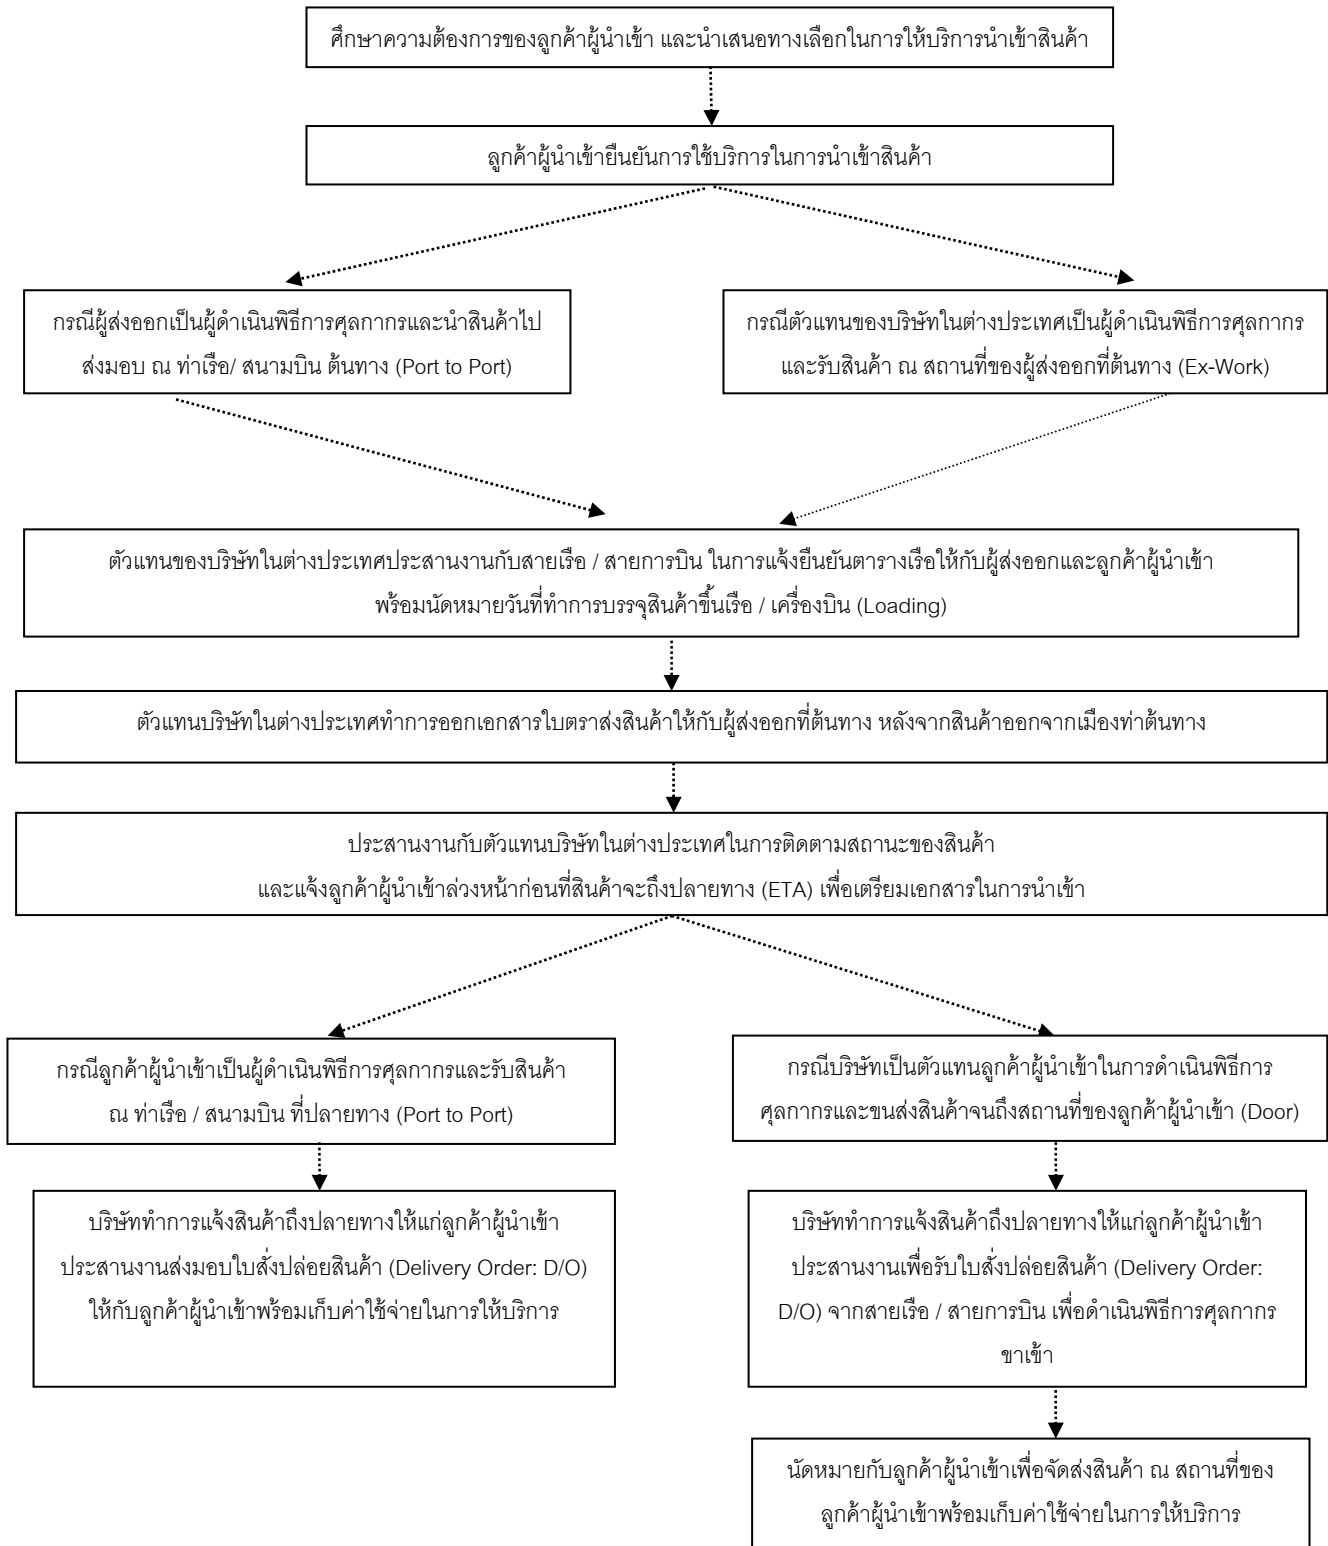 ศึกษาความต้องการของลูกค้าผู้นำเข้า และนำเสนอทางเลือกในการให้บริการนำเข้าสินค้า
ลูกค้าผู้นำเข้ายืนยันการใช้บริการในการนำเข้าสินค้า
กรณีผู้ส่งออกเป็นผู้ดำเนินพิธีการศุลกากรและนำสินค้าไป
ส่งมอบ ณ ท่าเรือ/ สนามบิน ต้นทาง (Port to Port)
กรณีตัวแทนของบริษัทในต่างประเทศเป็นผู้ดำเนินพิธีการศุลกากร
และรับสินค้า ณ สถานที่ของผู้ส่งออกที่ต้นทาง (Ex-Work)
ตัวแทนของบริษัทในต่างประเทศประสานงานกับสายเรือ / สายการบิน ในการแจ้งยืนยันตารางเรือให้กับผู้ส่งออกและลูกค้าผู้นำเข้า
พร้อมนัดหมายวันที่ทำการบรรจุสินค้าขึ้นเรือ / เครื่องบิน (Loading)
ตัวแทนบริษัทในต่างประเทศทำการออกเอกสารใบตราส่งสินค้าให้กับผู้ส่งออกที่ต้นทาง หลังจากสินค้าออกจากเมืองท่าต้นทาง
ประสานงานกับตัวแทนบริษัทในต่างประเทศในการติดตามสถานะของสินค้า
และแจ้งลูกค้าผู้นำเข้าล่วงหน้าก่อนที่สินค้าจะถึงปลายทาง (ETA) เพื่อเตรียมเอกสารในการนำเข้า
กรณีลูกค้าผู้นำเข้าเป็นผู้ดำเนินพิธีการศุลกากรและรับสินค้า
ณ ท่าเรือ / สนามบิน ที่ปลายทาง (Port to Port)
กรณีบริษัทเป็นตัวแทนลูกค้าผู้นำเข้าในการดำเนินพิธีการ
ศุลกากรและขนส่งสินค้าจนถึงสถานที่ของลูกค้าผู้นำเข้า (Door)
บริษัททำการแจ้งสินค้าถึงปลายทางให้แก่ลูกค้าผู้นำเข้า
ประสานงานส่งมอบใบสั่งปล่อยสินค้า (Delivery Order: D/O)
ให้กับลูกค้าผู้นำเข้าพร้อมเก็บค่าใช้จ่ายในการให้บริการ
บริษัททำการแจ้งสินค้าถึงปลายทางให้แก่ลูกค้าผู้นำเข้า
ประสานงานเพื่อรับใบสั่งปล่อยสินค้า (Delivery Order:
D/O) จากสายเรือ / สายการบิน เพื่อดำเนินพิธีการศุลกากร
ขาเข้า
นัดหมายกับลูกค้าผู้นำเข้าเพื่อจัดส่งสินค้า ณ สถานที่ของ
ลูกค้าผู้นำเข้าพร้อมเก็บค่าใช้จ่ายในการให้บริการ